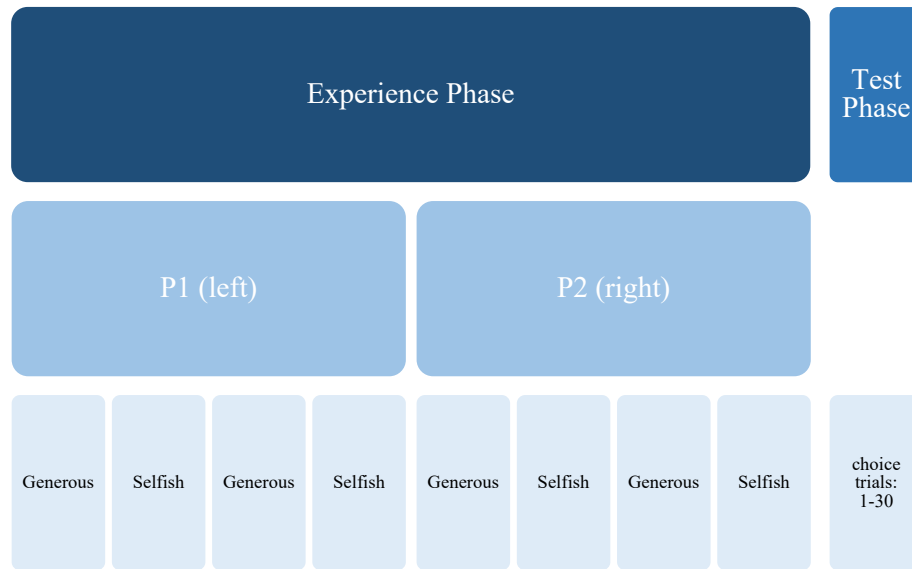 Experience Phase
Test
Phase
P1 (left)
P2 (right)
Generous
Selfish
Generous
Selfish
Generous
Selfish
Generous
Selfish
choice
trials:
1-30